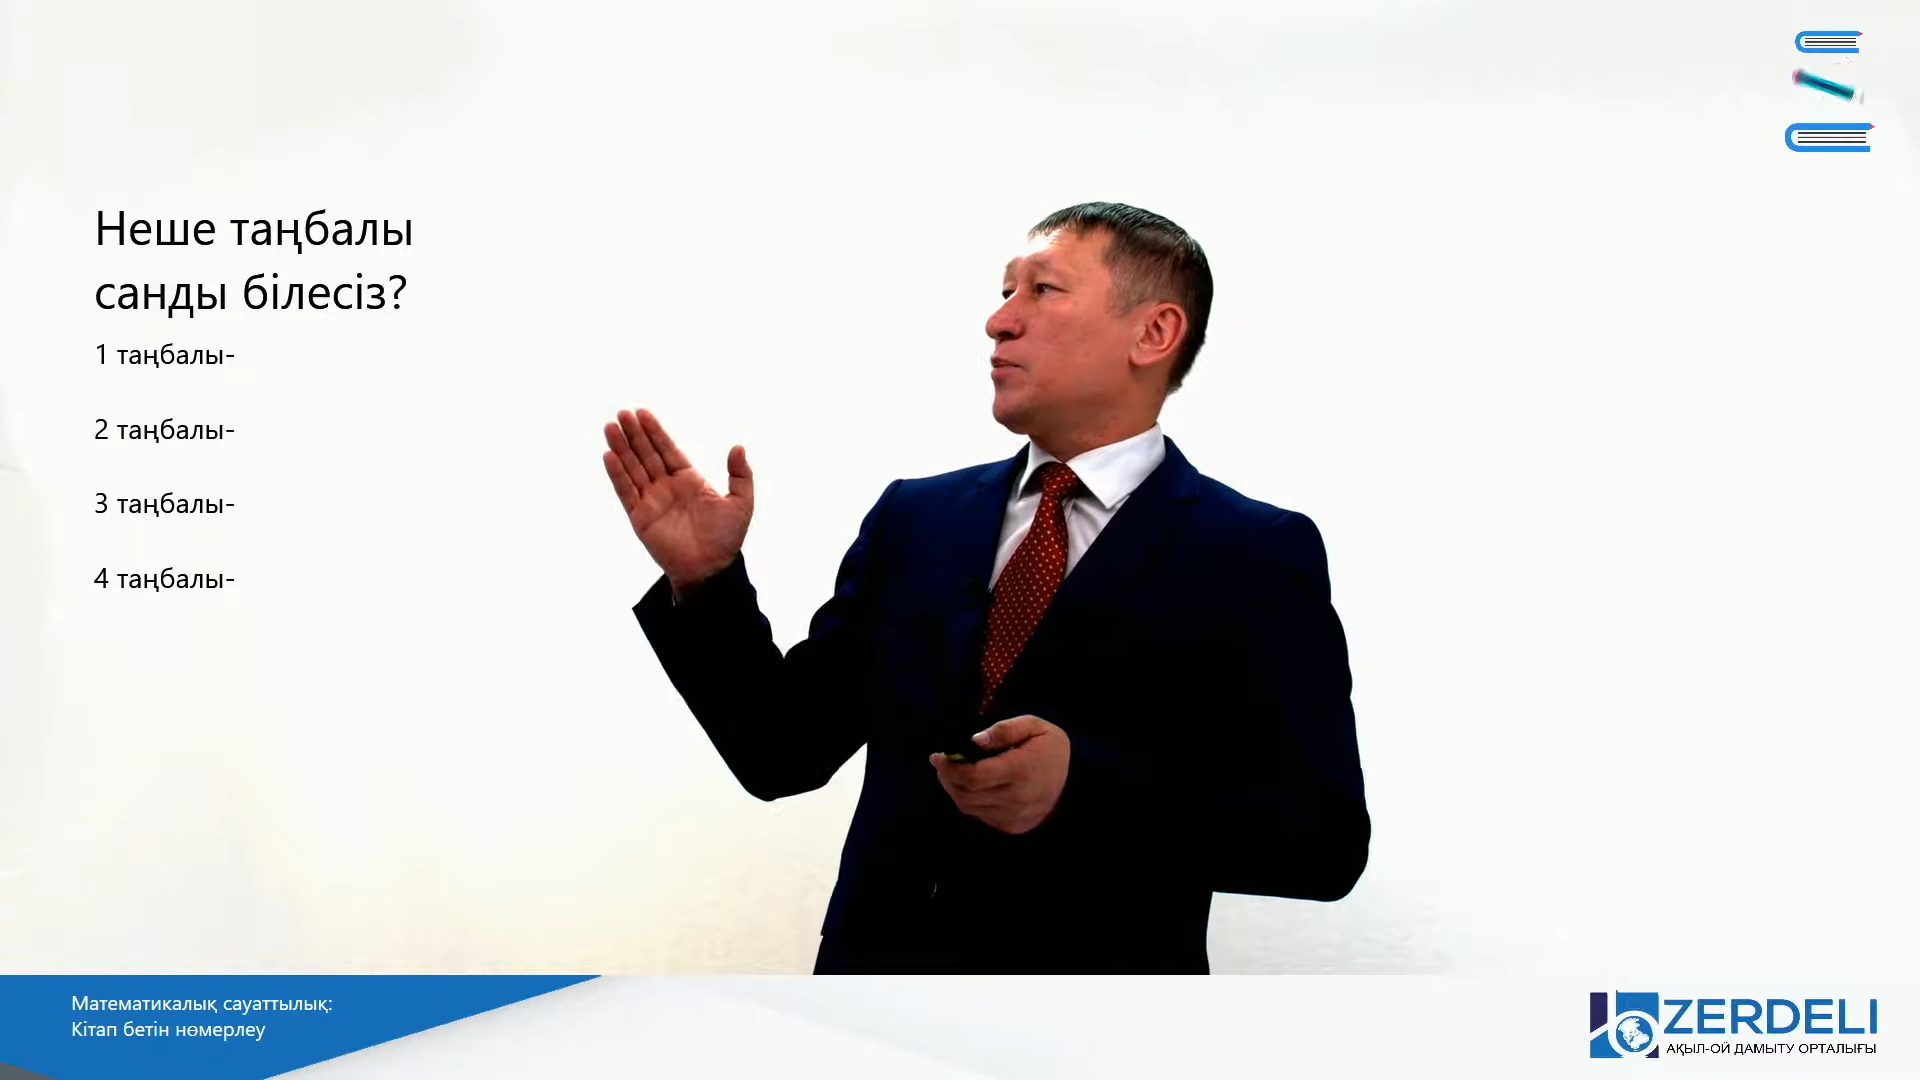 Неше таңбалы
санды білесіз?
1 таңбалы-
2 таңбалы-
3 таңбалы-
4 таңбалы-
Математикалық сауаттылық:
Кітап бетін нөмерлеу
ZERDELI
АҚЫЛ-ОЙ ДАМЫТУ ОРТАЛЫҒЫ